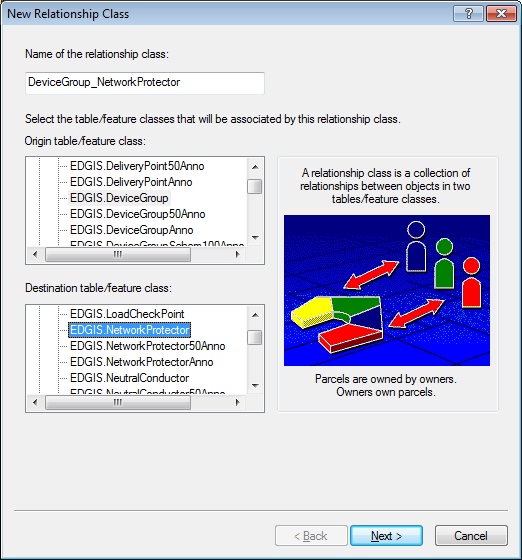 New Relationship Class
?
Name of the relationship class:
DeviceGroup_NetworkProtector
Select the table/feature classes that will be associated by this relationship class.
Origin table/feature class:
EDGIS.DeliveryPoint50Anno
EDGIS.DeliveryPointAnno
EDGIS.DeviceGroup
EDGIS.DeviceGroup50Anno
EDGIS.DeviceGroupAnno
EDGIS.DeviceGroupSchem100Anno
A relationship class is a collection of
relationships between objects in two
tables/feature classes.
Destination table/feature class:
EDGIS.LoadCheckPoint
EDGIS.NetworkProtector
EDGIS.NetworkProtector50Anno
EDGIS.NetworkProtectorAnno
EDGIS.NeutralConductor
EDGIS.NeutralConductor50Anno
Parcels are owned by owners.
Owners own parcels.
< Back
Next >
Cancel